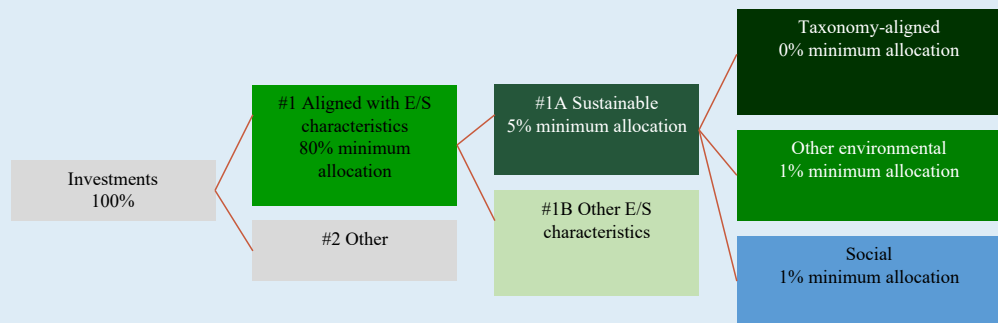 Investments
100%
#1 Aligned with E/S
characteristics
80% minimum
allocation
#2 Other
#1A Sustainable
5% minimum allocation
#1B Other E/S
characteristics
Taxonomy-aligned
0% minimum allocation
Other environmental
1% minimum allocation
Social
1% minimum allocation